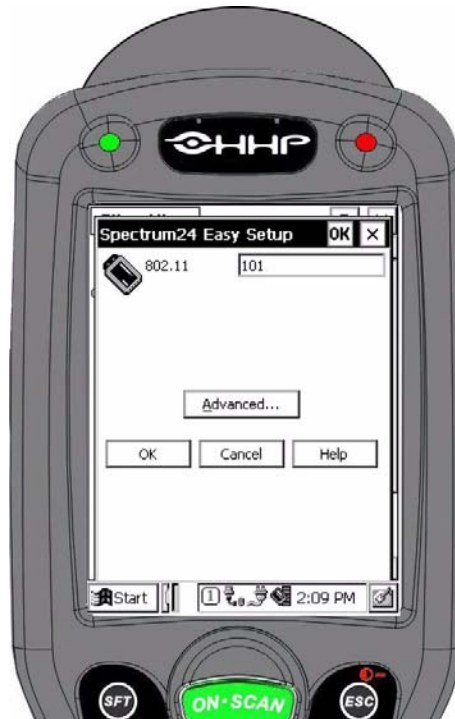 HHP
Spectrum24 Easy Setup OK ×
802.11 101
Advanced...
OK Cancel Help
Start 1 2:09 PM
SFT ON·SCAN ESC